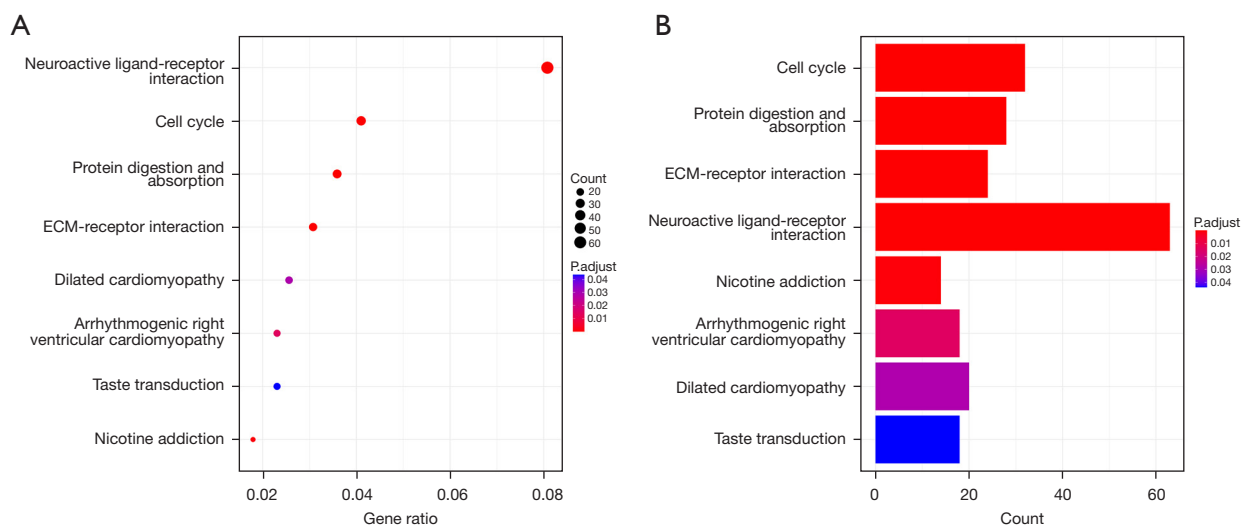 A
Neuroactive ligand-receptor
interaction
Cell cycle
Protein digestion and
absorption
ECM-receptor interaction
Dilated cardiomyopathy
Arrhythmogenic right
ventricular cardiomyopathy
Taste transduction
Nicotine addiction
0.02
0.04
0.06
0.08
Gene ratio
Count
20
30
40
50
60
P.adjust
0.04
0.03
0.02
0.01
B
Cell cycle
Protein digestion and
absorption
ECM-receptor interaction
Neuroactive ligand-receptor
interaction
Nicotine addiction
Arrhythmogenic right
ventricular cardiomyopathy
Dilated cardiomyopathy
Taste transduction
0
20
40
60
Count
P.adjust
0.01
0.02
0.03
0.04